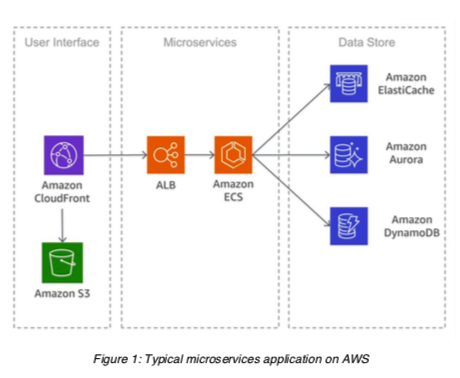 User Interface
Microservices
Data Store
Amazon
CloudFront
Amazon S3
ALB
Amazon
ECS
Amazon
ElastiCache
Amazon
Aurora
Amazon
DynamoDB
Figure 1: Typical microservices application on AWS